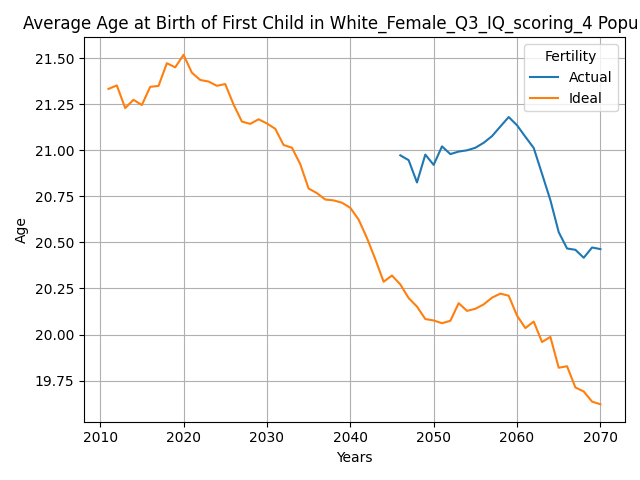 Average Age at Birth of First Child in White_Female_Q3_IQ_scoring_4 Popu
Fertility
Actual
Ideal
21.50
21.25
21.00
20.75
20.50
20.25
20.00
19.75
Age
2010 2020 2030 2040 2050 2060 2070
Years